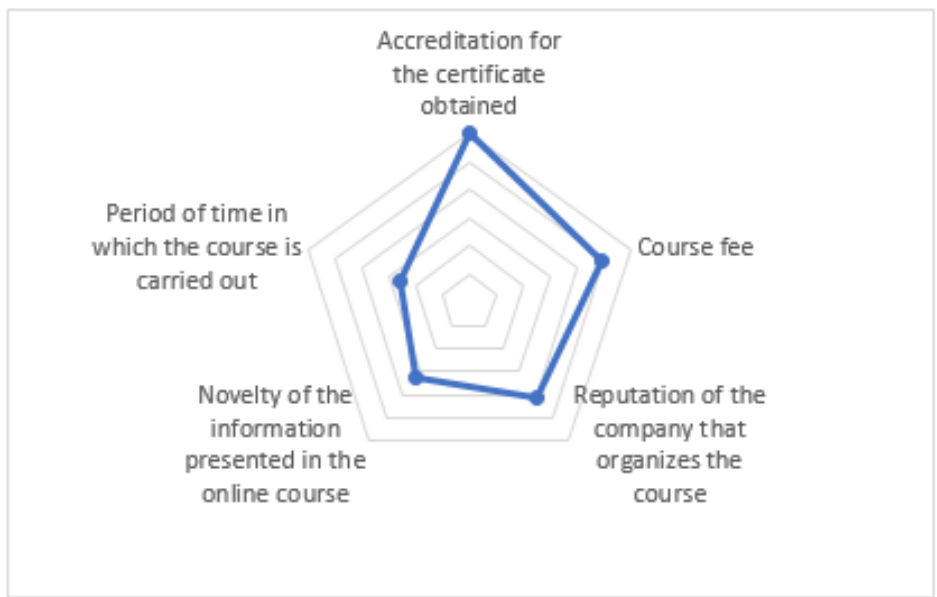 Accreditation for
the certificate
obtained
Period of time in
which the course is
carried out
Course fee
Novelty of the
information
presented in the
online course
Reputation of the
company that
organizes the
course